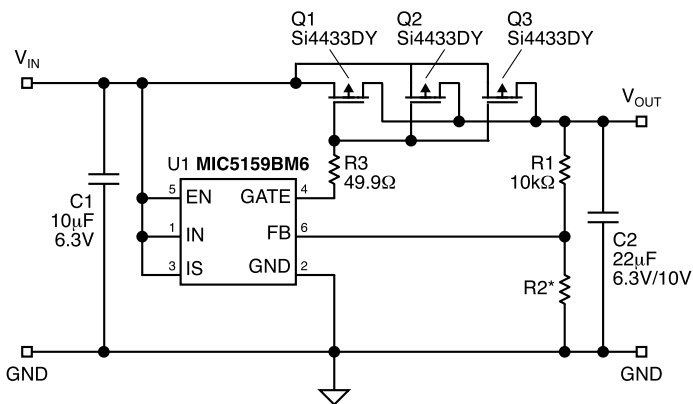 Q1
Si4433DY
Q2
Si4433DY
Q3
Si4433DY
VIN
VOUT
U1 MIC5159BM6
R3
49.9Ω
R1
10kΩ
C1
10μF
6.3V
5
EN
GATE
4
1
IN
FB
6
3
IS
GND
2
R2*
C2
22μF
6.3V/10V
GND
GND